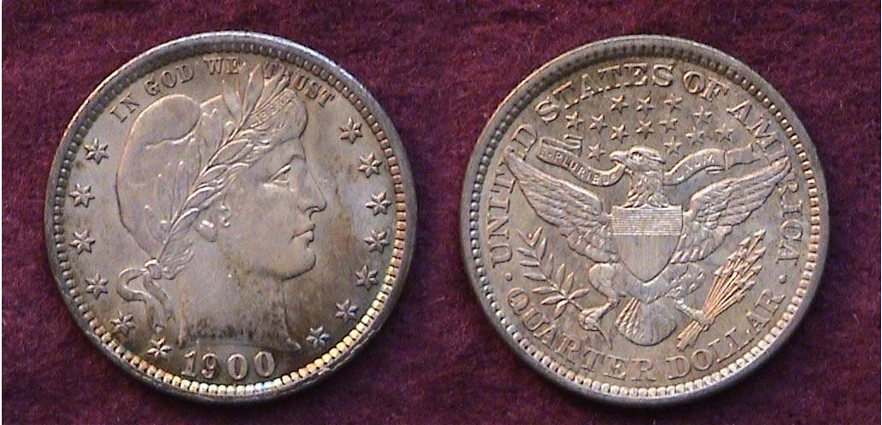 IN GOD WE TRUST
1900
UNITED STATES OF AMERICA
E PLURIBUS UNUM
· QUARTER DOLLAR ·